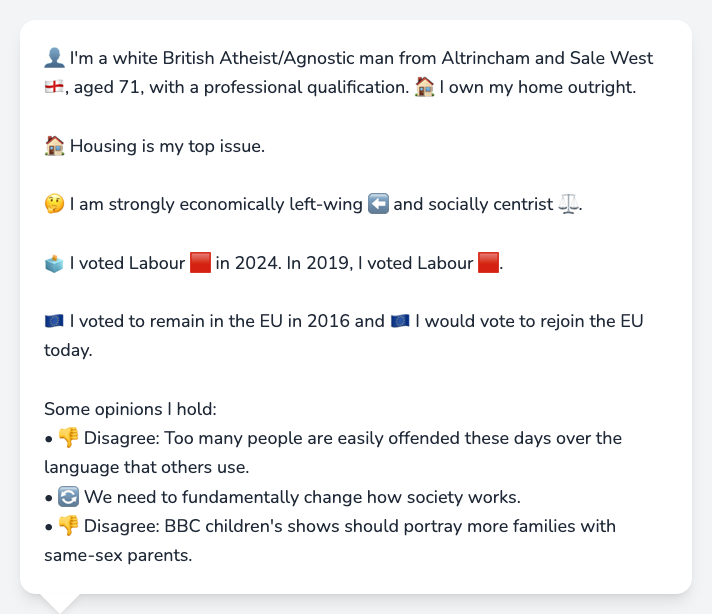 👤 I'm a white British Atheist/Agnostic man from Altrincham and Sale West
🏴󠁧󠁢󠁥󠁮󠁧󠁿, aged 71, with a professional qualification. 🏠 I own my home outright.
🏠 Housing is my top issue.
🤔 I am strongly economically left-wing ⬅️ and socially centrist ⚖️.
🗳️ I voted Labour 🟥 in 2024. In 2019, I voted Labour 🟥.
🇪🇺 I voted to remain in the EU in 2016 and 🇪🇺 I would vote to rejoin the EU
today.
Some opinions I hold:
• 👎 Disagree: Too many people are easily offended these days over the
language that others use.
• 🔄 We need to fundamentally change how society works.
• 👎 Disagree: BBC children's shows should portray more families with
same-sex parents.